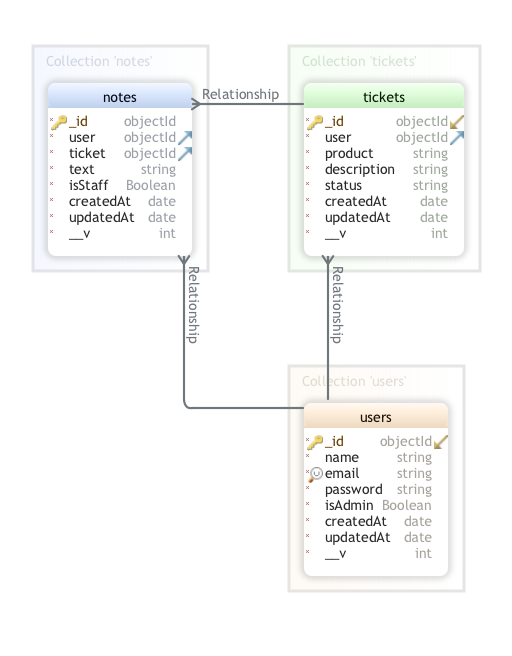 Collection 'notes'
notes
_id objectId
user objectId
ticket objectId
text string
isStaff Boolean
createdAt date
updatedAt date
__v int
Relationship
Collection 'tickets'
tickets
_id objectId
user objectId
product string
description string
status string
createdAt date
updatedAt date
__v int
Relationship
Relationship
Collection 'users'
users
_id objectId
name string
email string
password string
isAdmin Boolean
createdAt date
updatedAt date
__v int